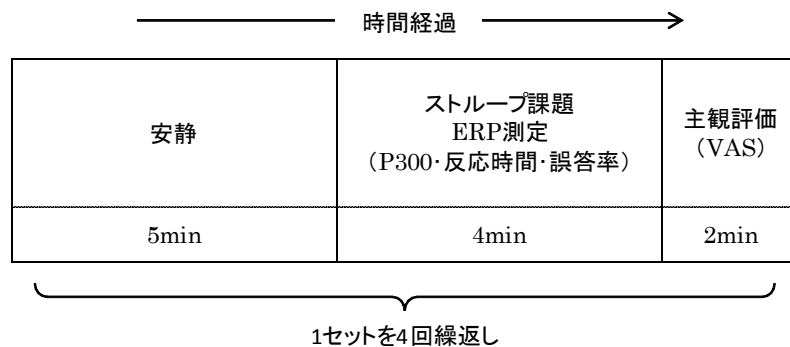 時間経過
安静
ストループ課題
ERP測定
（P300･反応時間･誤答率）
主観評価
（VAS）
5min
4min
2min
1セットを4回繰返し